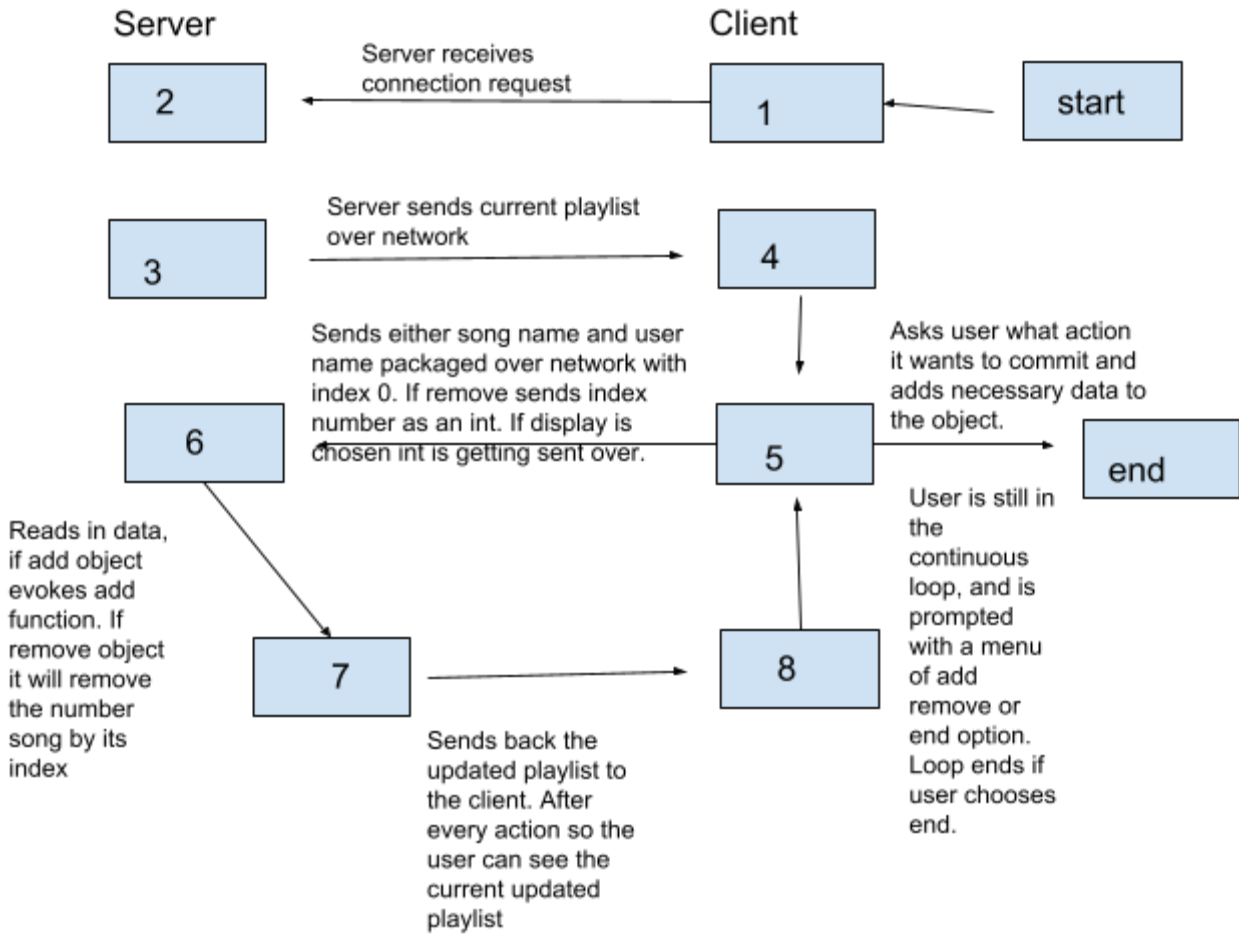 Server
Client
Server receives
connection request
2
1
start
Server sends current playlist
over network
3
4
Sends either song name and user
name packaged over network with
index 0. If remove sends index
number as an int. If display is
chosen int is getting sent over.
Asks user what action
it wants to commit and
adds necessary data to
the object.
6
5
end
Reads in data,
if add object
evokes add
function. If
remove object
it will remove
the number
song by its
index
User is still in
the
continuous
loop, and is
prompted
with a menu
of add
remove or
end option.
Loop ends if
user chooses
end.
7
8
Sends back the
updated playlist to
the client. After
every action so the
user can see the
current updated
playlist